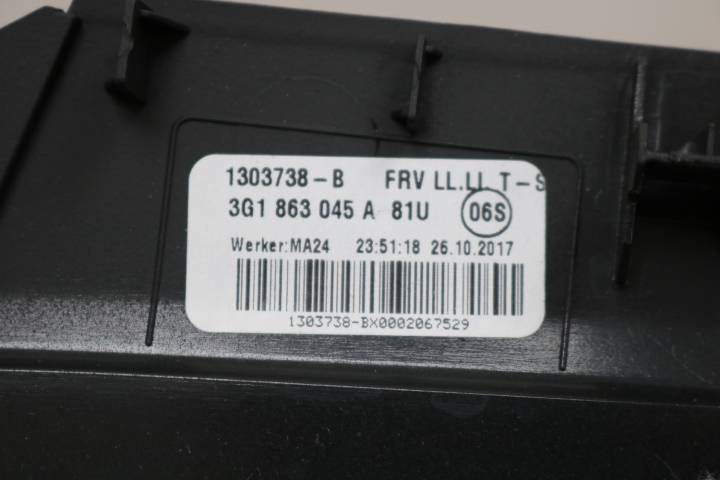 1303738-B FRV LL.LL T-S
3G1 863 045 A 81U 06S
Werker:MA24 23:51:18 26.10.2017
1303738-BX0002067529